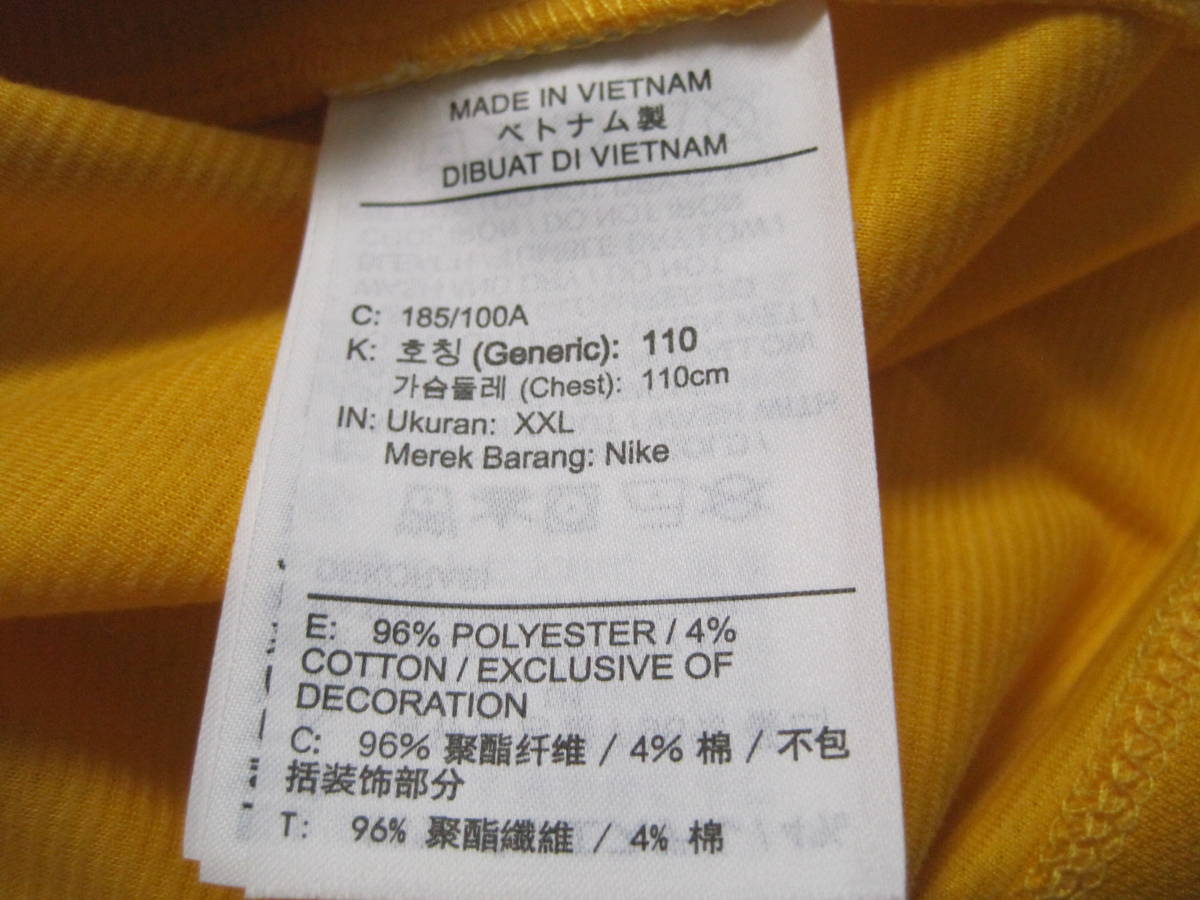 MADE IN VIETNAM
ベトナム製
DIBUAT DI VIETNAM
C: 185/100A
K: 호칭 (Generic): 110
가슴둘레 (Chest): 110cm
IN: Ukuran: XXL
Merek Barang: Nike
E: 96% POLYESTER / 4%
COTTON / EXCLUSIVE OF
DECORATION
C: 96% 聚酯纤维 / 4% 棉 / 不包
括装饰部分
T: 96% 聚酯纖維 / 4% 棉